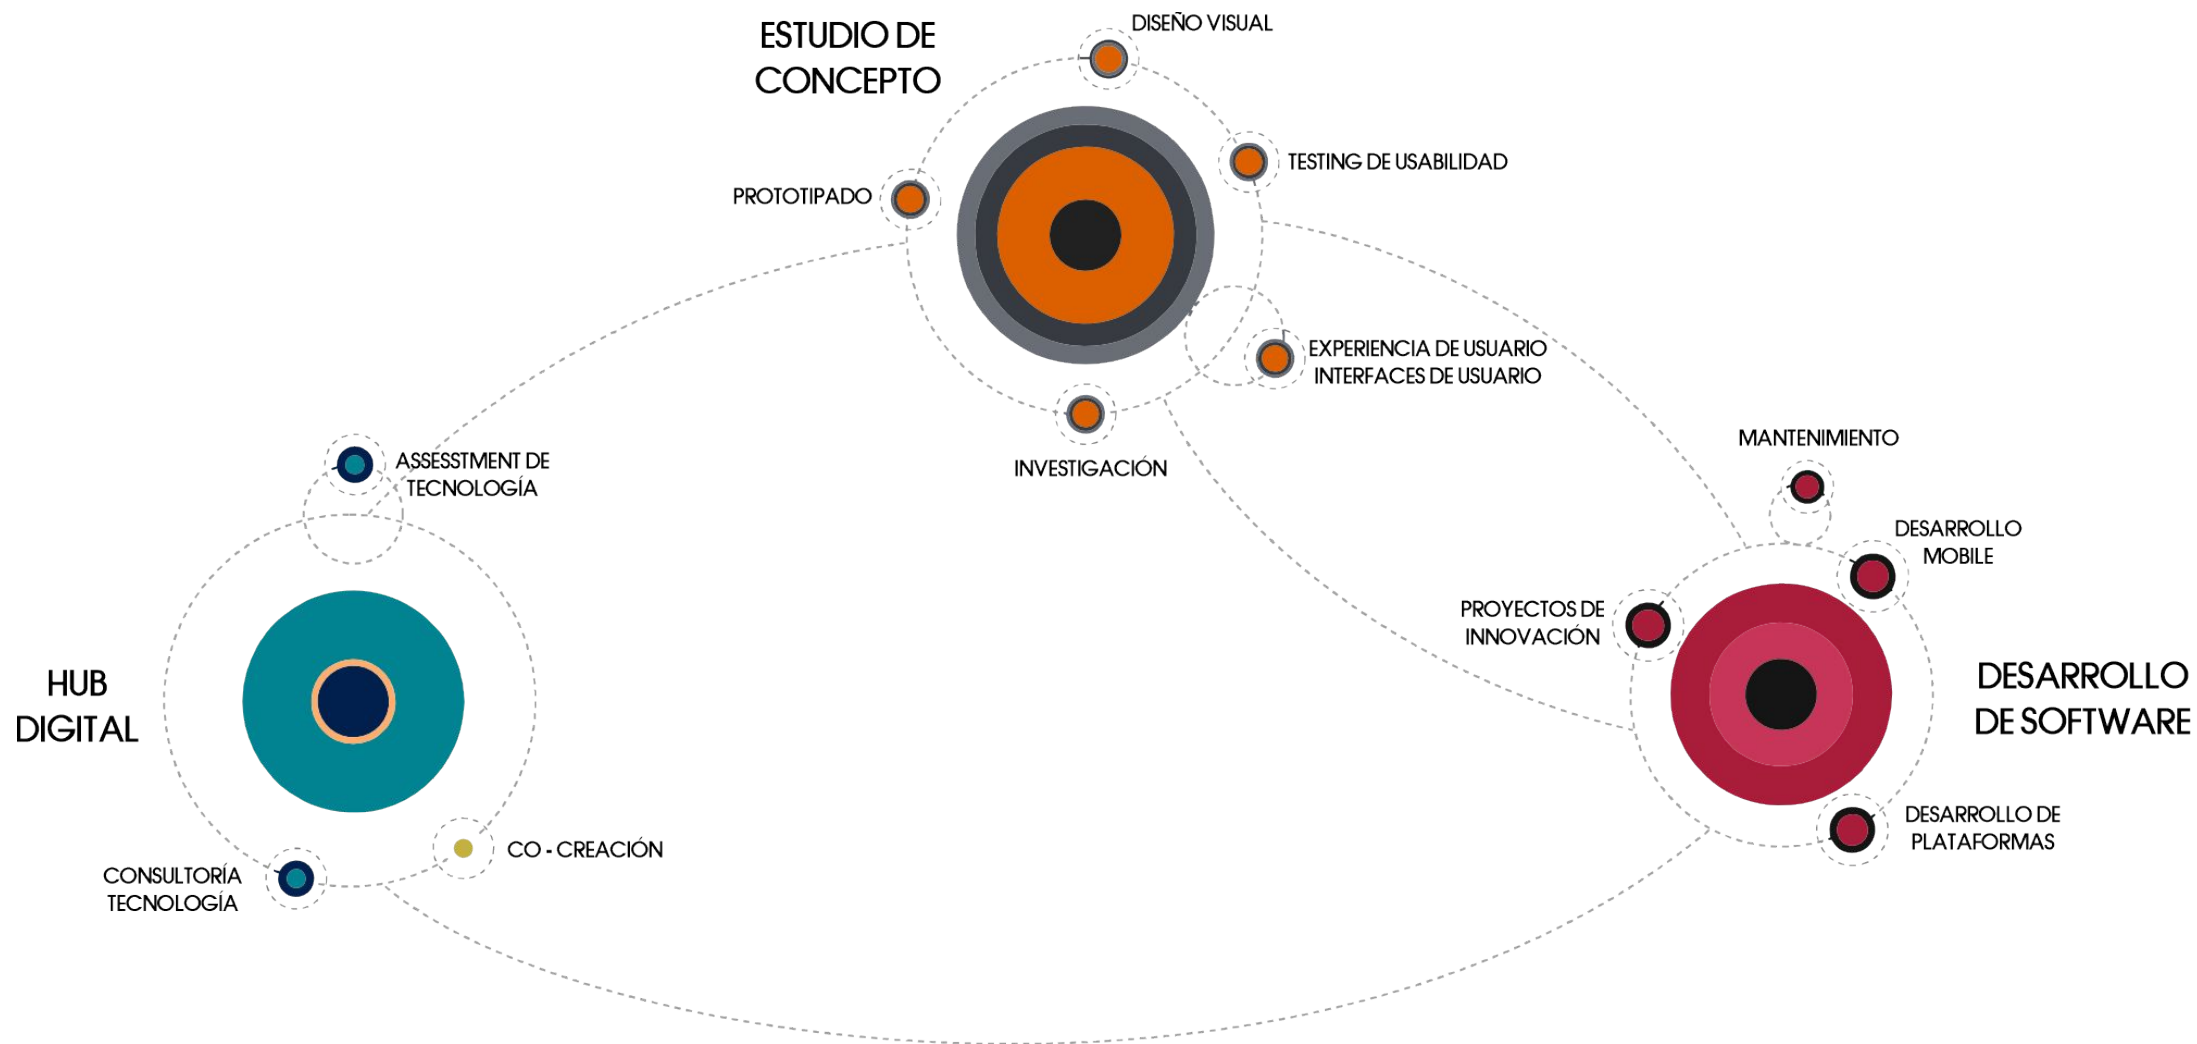 ESTUDIO DE
CONCEPTO
DISEÑO VISUAL
TESTING DE USABILIDAD
PROTOTIPADO
EXPERIENCIA DE USUARIO
INTERFACES DE USUARIO
INVESTIGACIÓN
ASSESSTMENT DE
TECNOLOGÍA
HUB
DIGITAL
CO - CREACIÓN
CONSULTORÍA
TECNOLOGÍA
MANTENIMIENTO
DESARROLLO
MOBILE
PROYECTOS DE
INNOVACIÓN
DESARROLLO
DE SOFTWARE
DESARROLLO DE
PLATAFORMAS